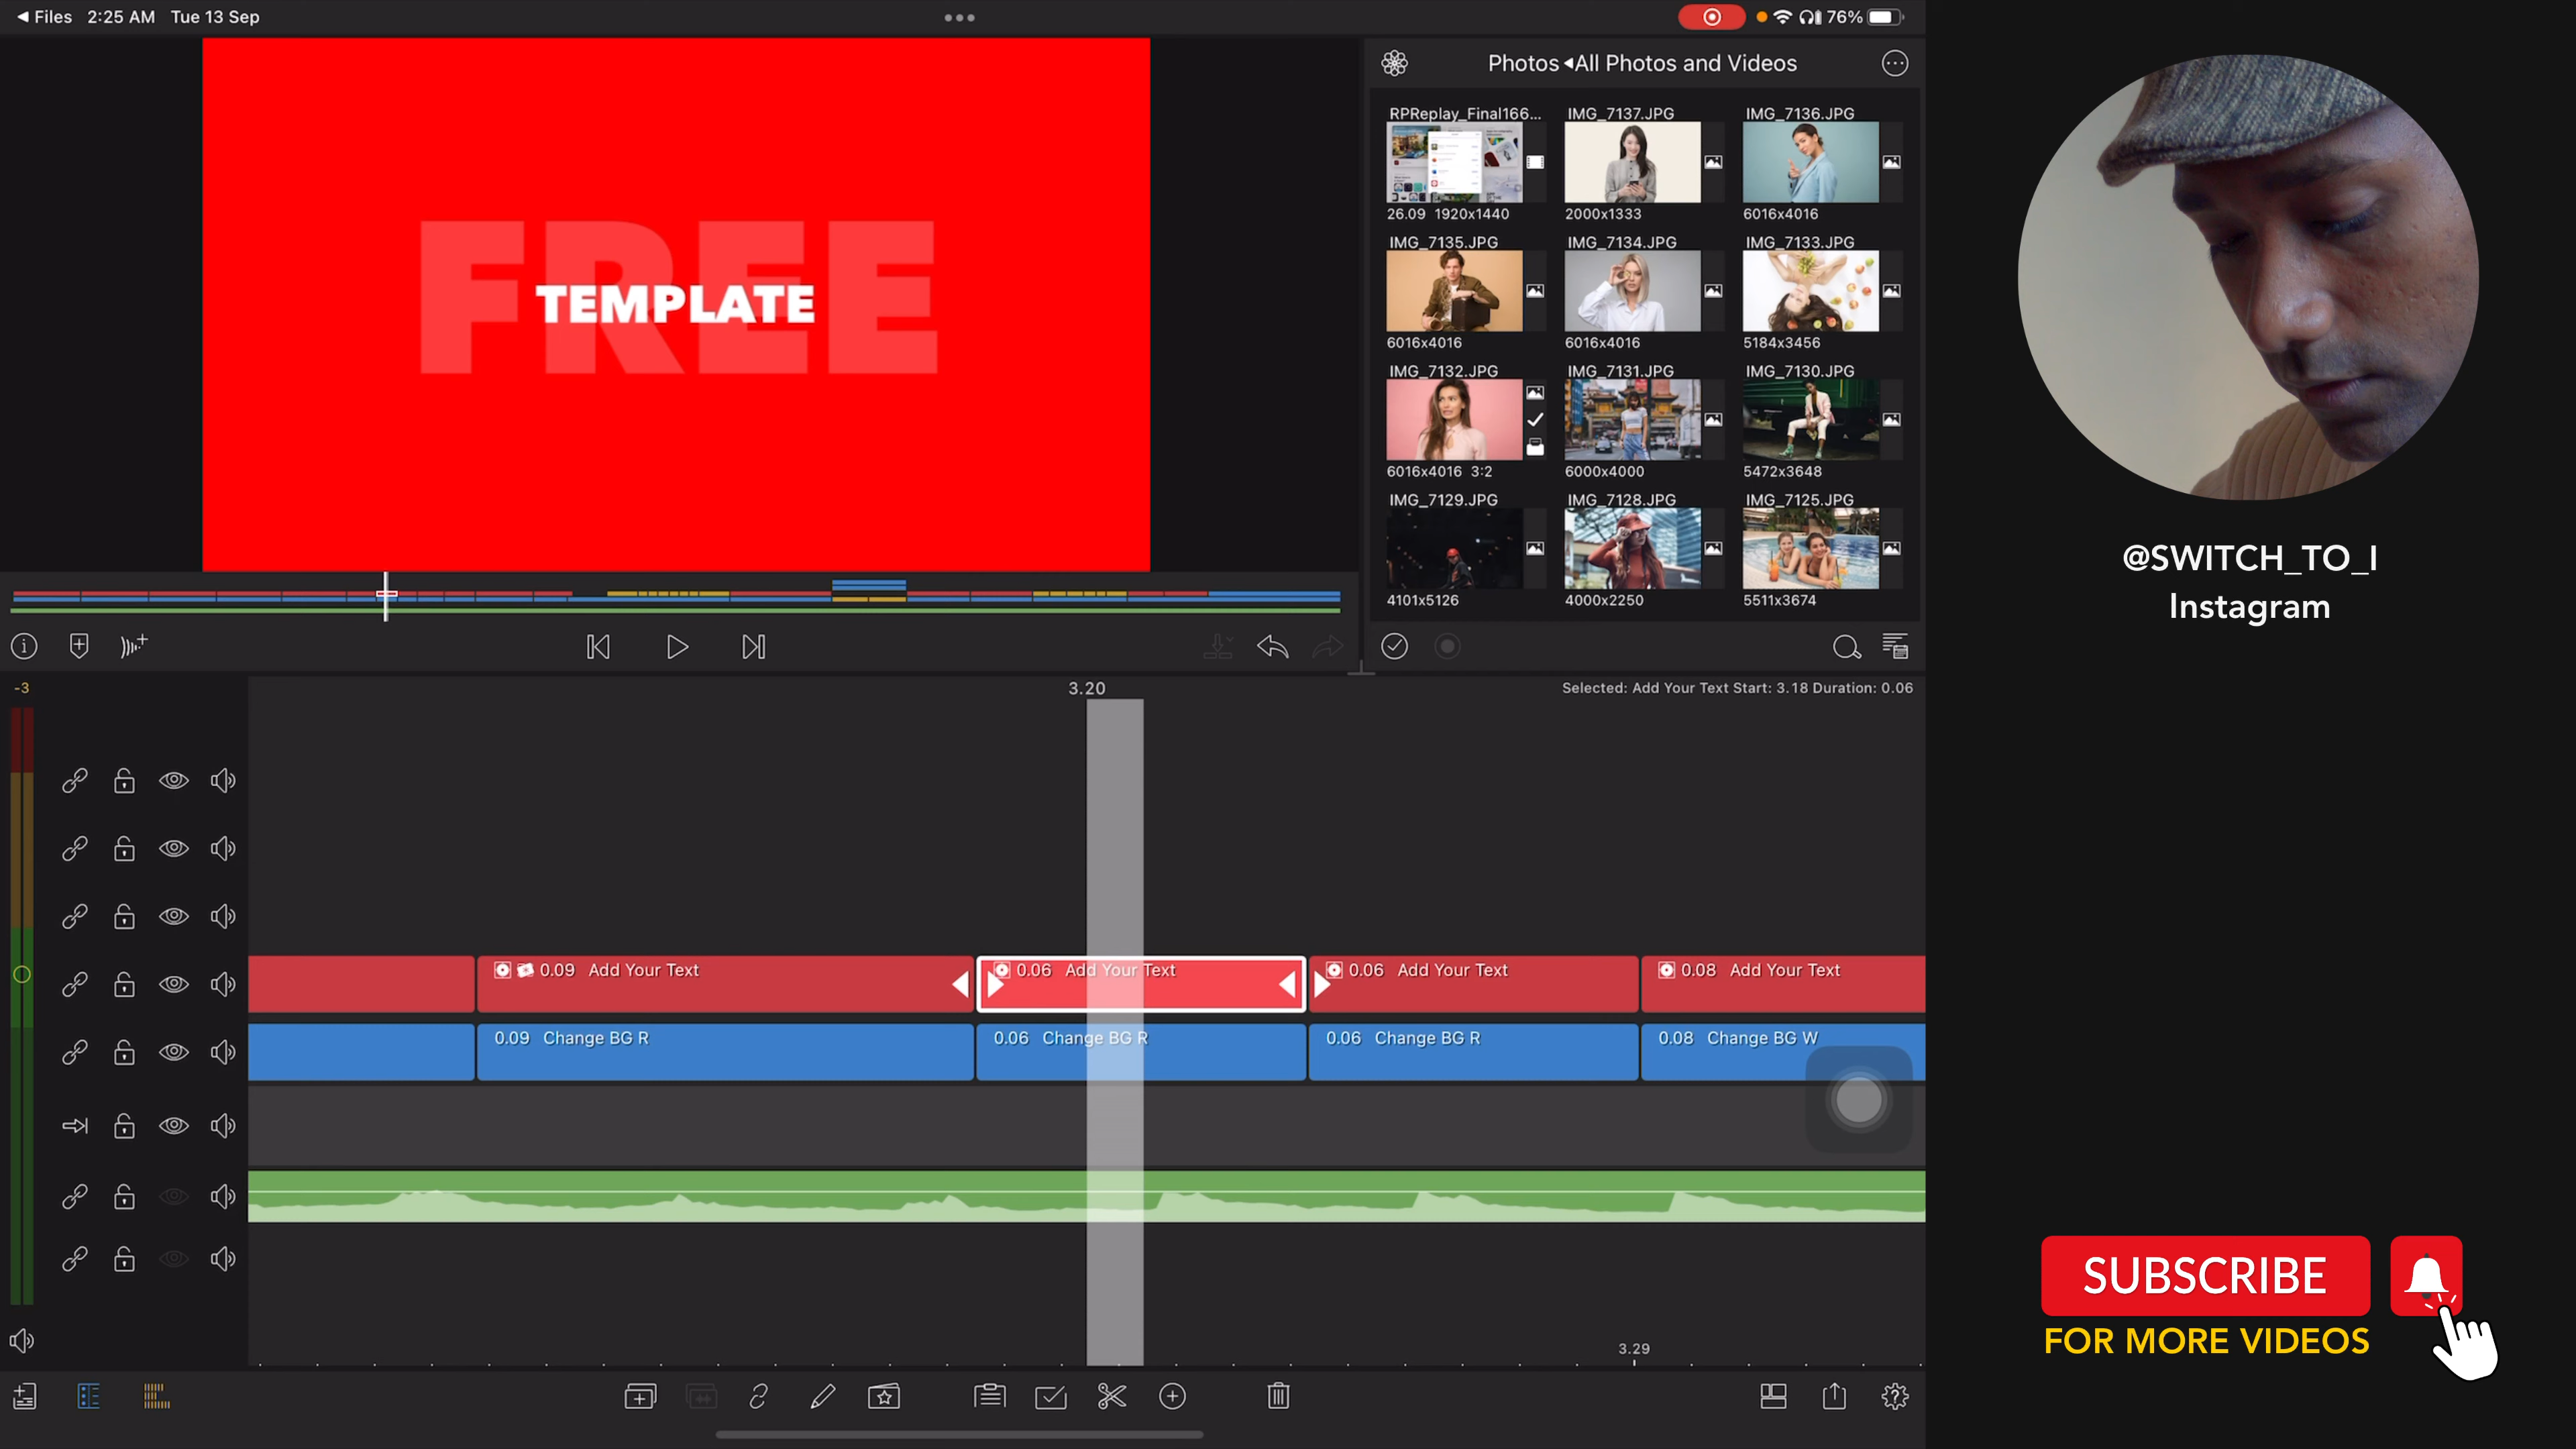 Files 2:25 AM Tue 13 Sep
76%
FREE
TEMPLATE
Photos All Photos and Videos
RPReplay_Final166...
IMG_7137.JPG
IMG_7136.JPG
26.09 1920x1440
2000x1333
6016x4016
IMG_7135.JPG
IMG_7134.JPG
IMG_7133.JPG
6016x4016
6016x4016
5184x3456
IMG_7132.JPG
IMG_7131.JPG
IMG_7130.JPG
6016x4016 3:2
6000x4000
5472x3648
IMG_7129.JPG
IMG_7128.JPG
IMG_7125.JPG
4101x5126
4000x2250
5511x3674
@SWITCH_TO_I
Instagram
-3
3.20
Selected: Add Your Text Start: 3.18 Duration: 0.06
0.09 Add Your Text
0.06 Add Your Text
0.06 Add Your Text
0.08 Add Your Text
0.09 Change BG R
0.06 Change BG R
0.06 Change BG R
0.08 Change BG W
3.29
SUBSCRIBE
FOR MORE VIDEOS